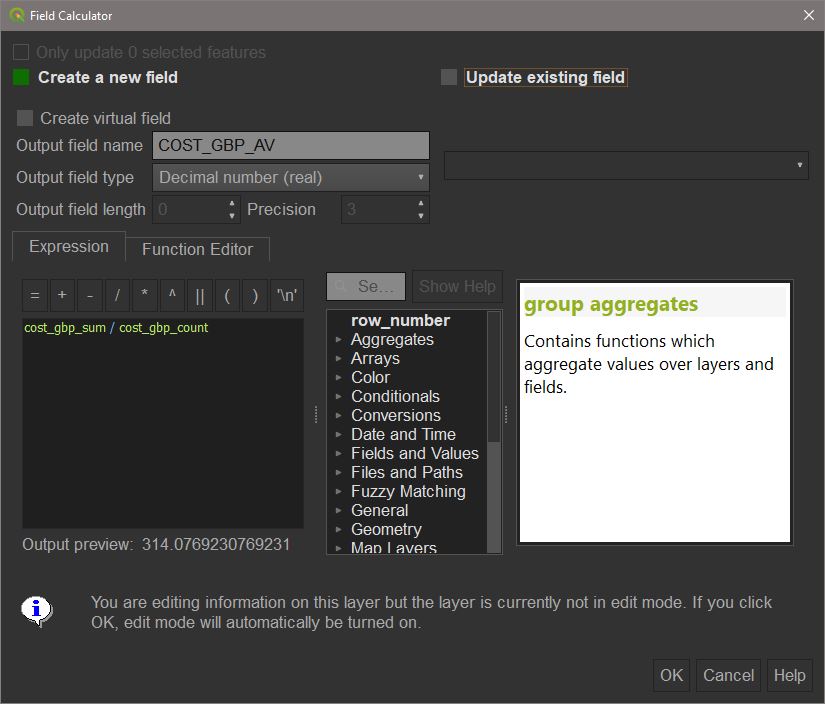 Field Calculator
Only update 0 selected features
Create a new field
Update existing field
Create virtual field
Output field name COST_GBP_AV
Output field type Decimal number (real)
Output field length 0 Precision 3
Expression Function Editor
= + - / * ^ || ( ) '\n'
Se... Show Help
cost_gbp_sum / cost_gbp_count
Output preview: 314.0769230769231
row_number
Aggregates
Arrays
Color
Conditionals
Conversions
Date and Time
Fields and Values
Files and Paths
Fuzzy Matching
General
Geometry
Map Layers
group aggregates
Contains functions which
aggregate values over layers and
fields.
You are editing information on this layer but the layer is currently not in edit mode. If you click
OK, edit mode will automatically be turned on.
OK Cancel Help